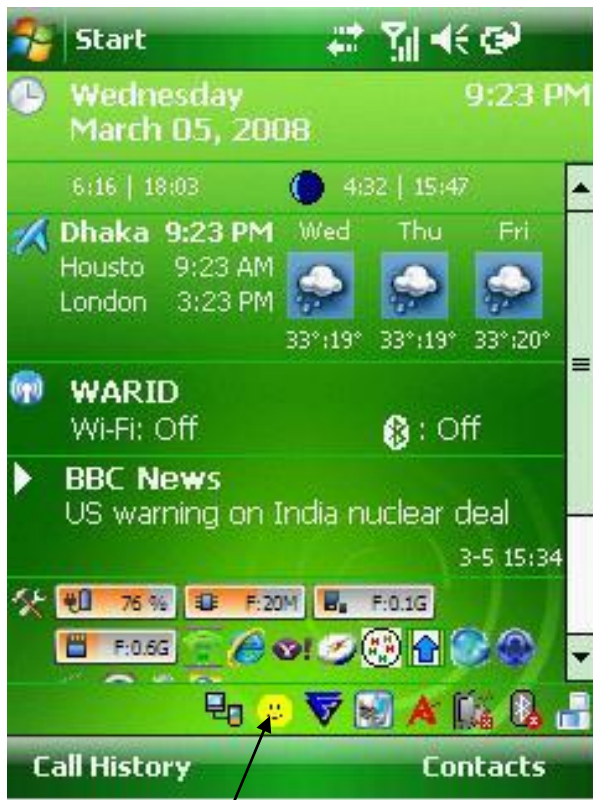 Start
Wednesday 9:23 PM
March 05, 2008
6:16 | 18:03 4:32 | 15:47
Dhaka 9:23 PM Wed Thu Fri
Housto 9:23 AM
London 3:23 PM
33°:19° 33°:19° 33°:20°
WARID
Wi-Fi: Off : Off
BBC News
US warning on India nuclear deal
3-5 15:34
76 % F:20M F:0.1G
F:0.6G
Call History Contacts